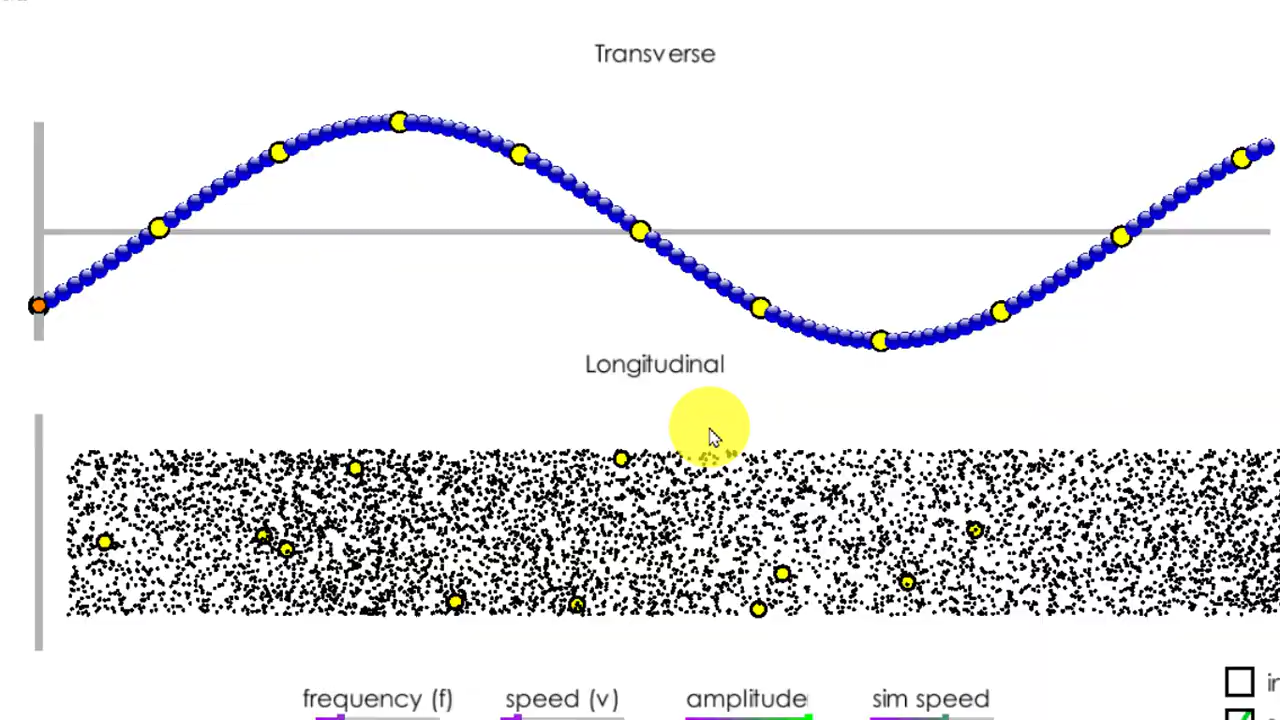 Transverse
Longitudinal
frequency (f) speed (v) amplitude sim speed